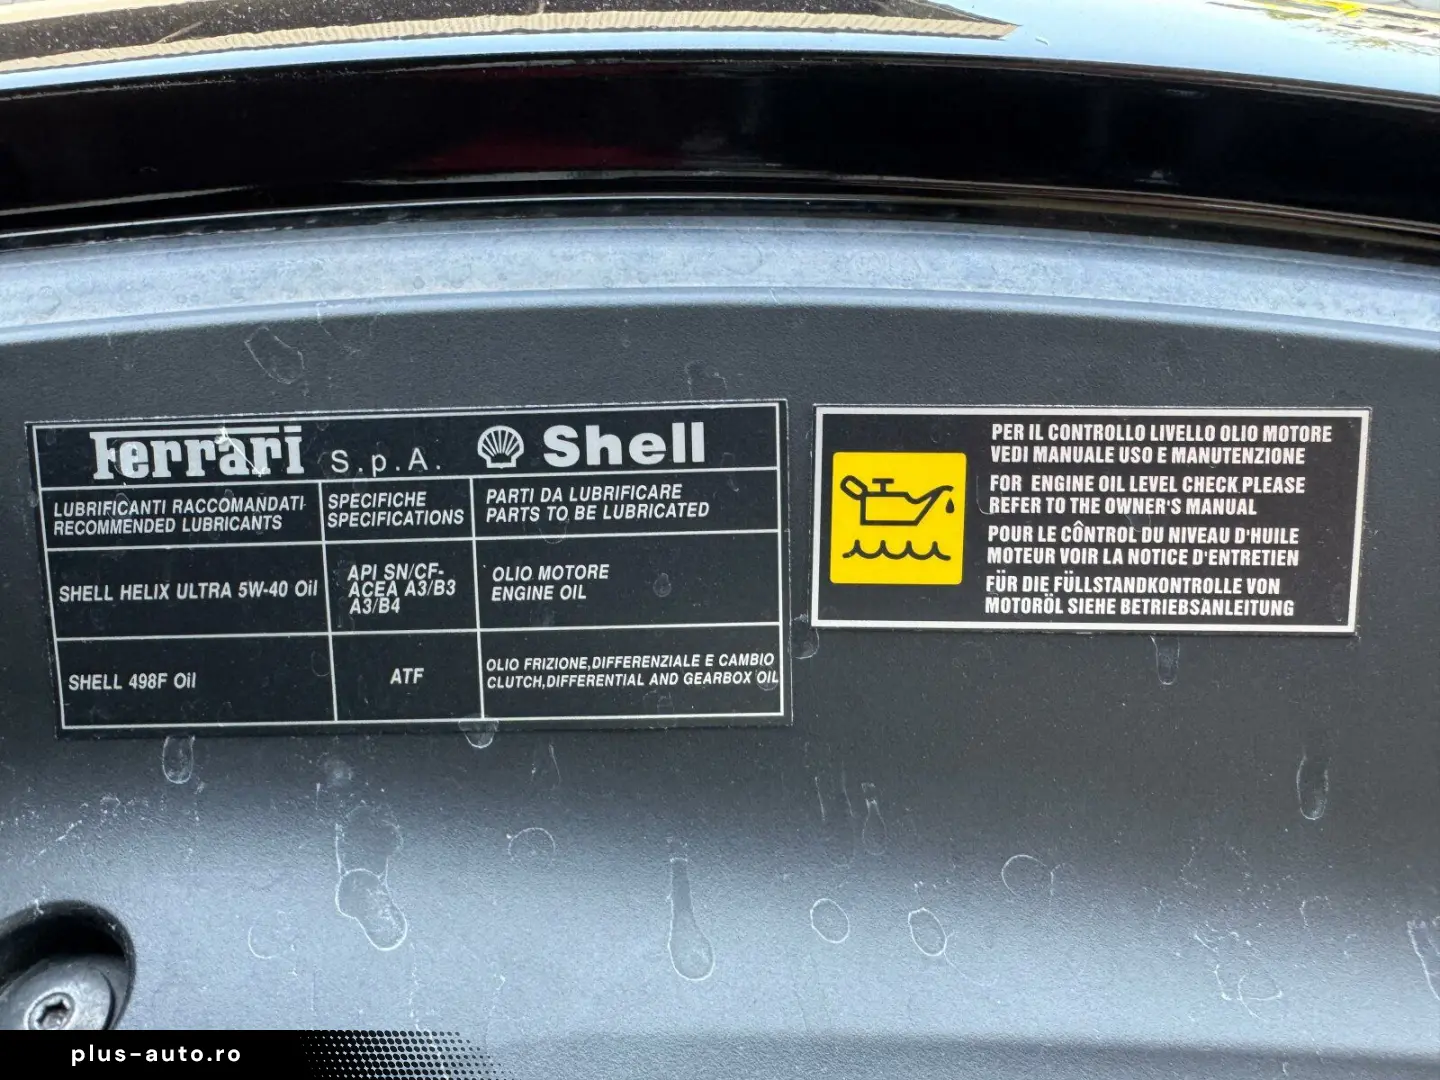 Ferrari S.p.A. Shell
LUBRIFICANTI RACCOMANDATI
RECOMMENDED LUBRICANTS
SPECIFICHE
SPECIFICATIONS
PARTI DA LUBRIFICARE
PARTS TO BE LUBRICATED
SHELL HELIX ULTRA 5W-40 Oil
API SN/CF-
ACEA A3/B3
A3/B4
OLIO MOTORE
ENGINE OIL
SHELL 498F Oil
ATF
OLIO FRIZIONE,DIFFERENZIALE E CAMBIO
CLUTCH,DIFFERENTIAL AND GEARBOX OIL
PER IL CONTROLLO LIVELLO OLIO MOTORE
VEDI MANUALE USO E MANUTENZIONE
FOR ENGINE OIL LEVEL CHECK PLEASE
REFER TO THE OWNER'S MANUAL
POUR LE CÔNTROL DU NIVEAU D'HUILE
MOTEUR VOIR LA NOTICE D'ENTRETIEN
FÜR DIE FÜLLSTANDKONTROLLE VON
MOTORÖL SIEHE BETRIEBSANLEITUNG
plus-auto.ro